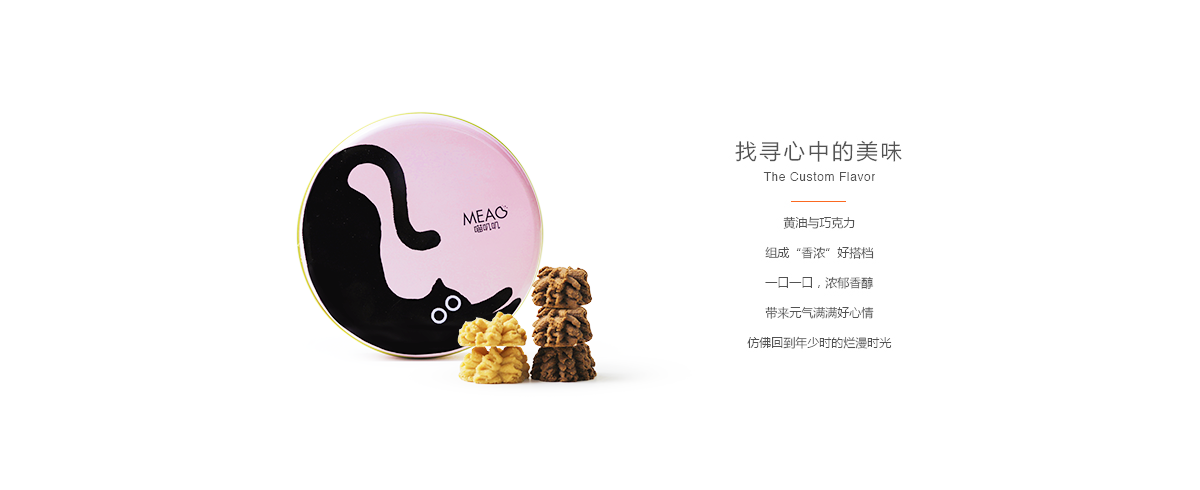 MEAO
喵叽叽
找寻心中的美味
The Custom Flavor
黄油与巧克力
组成“香浓”好搭档
一口一口，浓郁香醇
带来元气满满好心情
仿佛回到年少时的烂漫时光